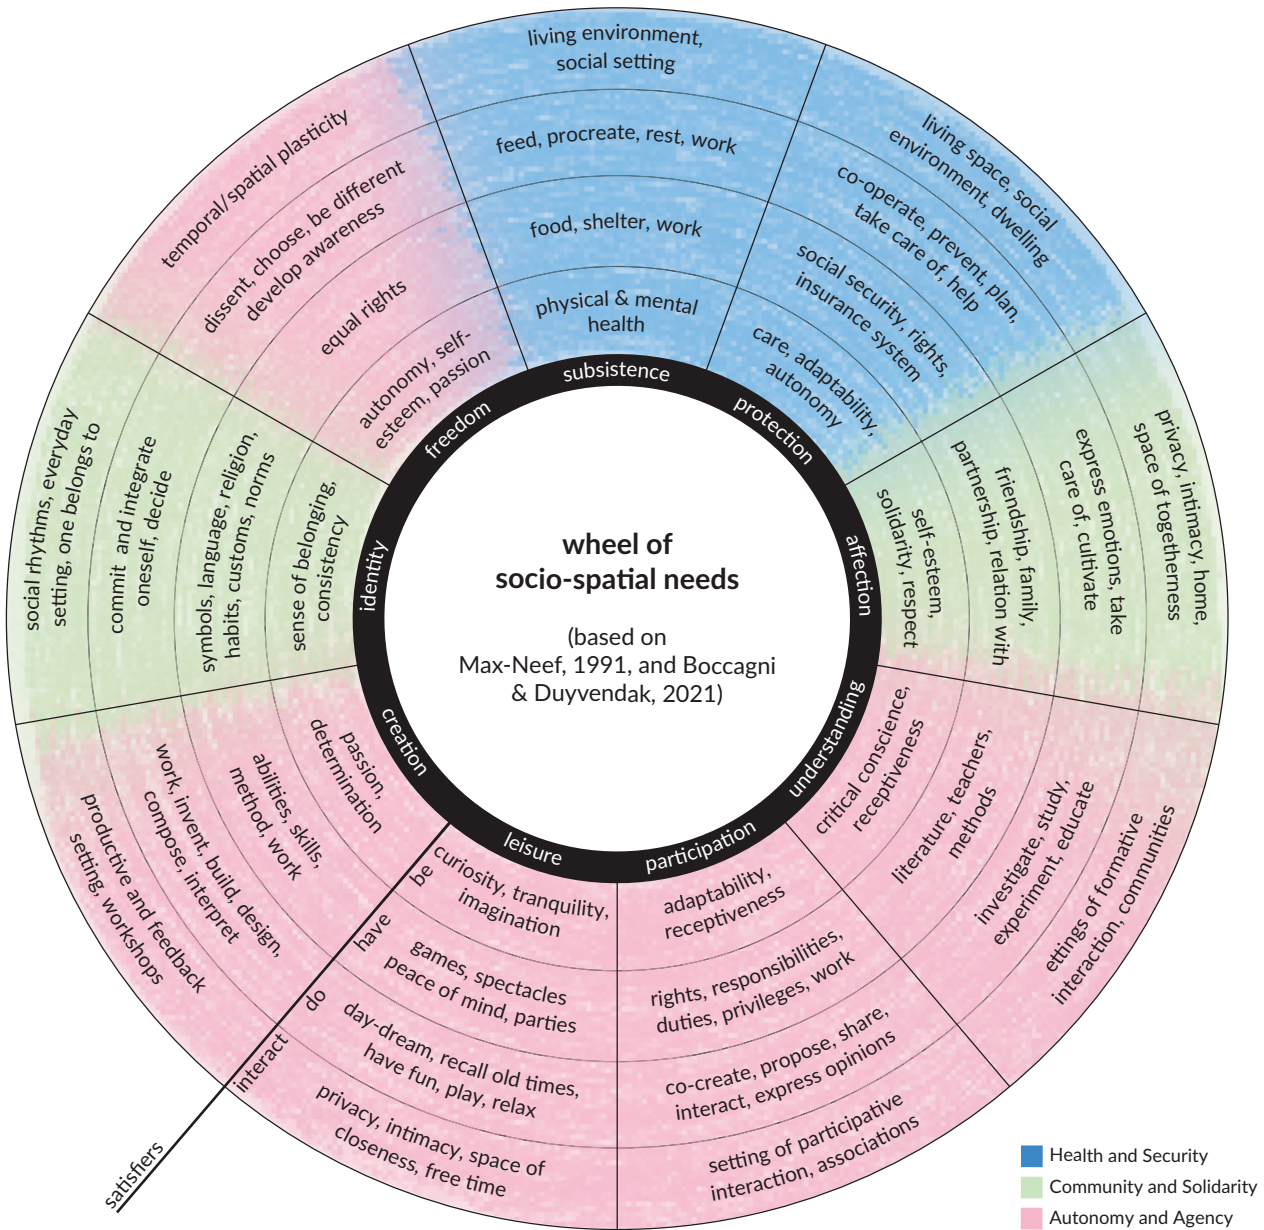 wheel of
socio-spatial needs
(based on
Max-Neef, 1991, and Boccagni
& Duyvendak, 2021)
subsistence
physical & mental
health
food, shelter, work
feed, procreate, rest, work
living environment,
social setting
protection
care, adaptability,
autonomy
social security, rights,
insurance system
co-operate, prevent, plan,
take care of, help
living space, social
environment, dwelling
affection
self-esteem,
solidarity, respect
friendship, family,
partnership, relation with
express emotions, take
care of, cultivate
privacy, intimacy, home,
space of togetherness
understanding
critical conscience,
receptiveness
literature, teachers,
methods
investigate, study,
experiment, educate
ettings of formative
interaction, communities
participation
adaptability,
receptiveness
rights, responsibilities,
duties, privileges, work
co-create, propose, share,
interact, express opinions
setting of participative
interaction, associations
leisure
curiosity, tranquility,
imagination
games, spectacles
peace of mind, parties
day-dream, recall old times,
have fun, play, relax
privacy, intimacy, space of
closeness, free time
creation
passion,
determination
abilities, skills,
method, work
work, invent, build, design,
compose, interpret
productive and feedback
setting, workshops
identity
sense of belonging,
consistency
symbols, language, religion,
habits, customs, norms
commit and integrate
oneself, decide
social rhythms, everyday
setting, one belongs to
freedom
autonomy, self-
esteem, passion
equal rights
dissent, choose, be different
develop awareness
temporal/spatial plasticity
be
have
do
interact
satisfiers
Health and Security
Community and Solidarity
Autonomy and Agency